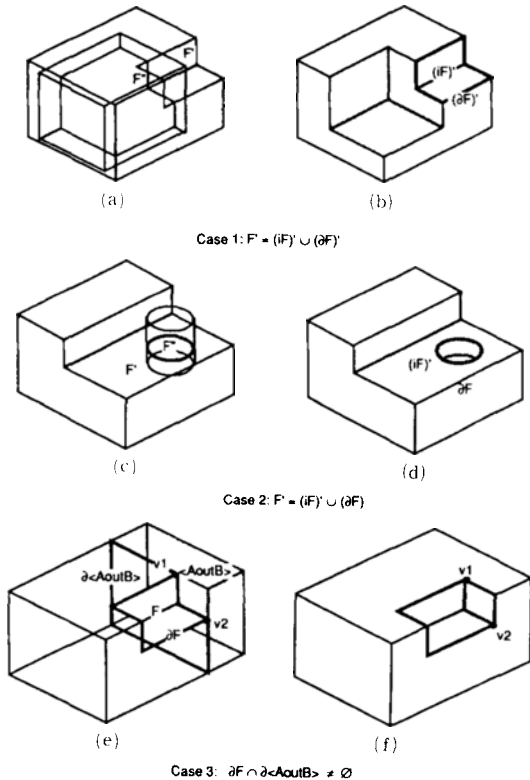 F'
F"
(iF)'
(∂F)'
(a)
(b)
Case 1: F' = (iF)' ∪ (∂F)'
F'
F"
(iF)'
∂F
(c)
(d)
Case 2: F' = (iF)' ∪ (∂F)
∂<AoutB>
v1
<AoutB>
F
∂F
v2
v1
v2
(e)
(f)
Case 3: ∂F ∩ ∂<AoutB> ≠ Ø